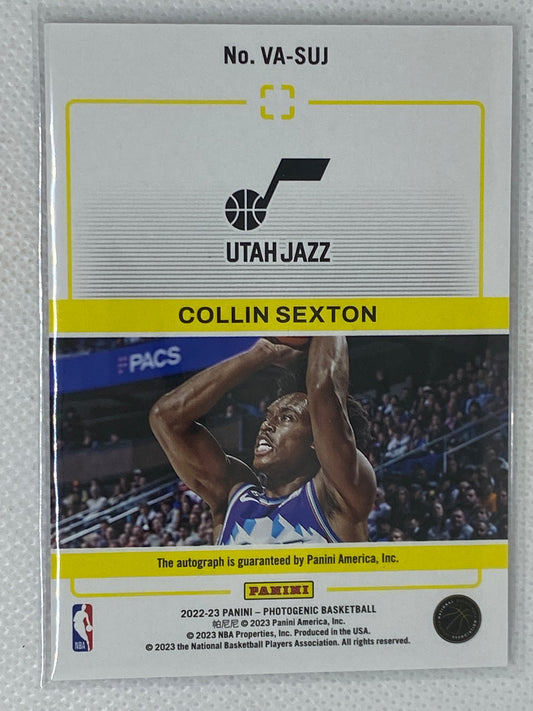 No. VA-SUJ
UTAH JAZZ
COLLIN SEXTON
PACS
The autograph is guaranteed by Panini America, Inc.
PANINI
2022-23 PANINI – PHOTOGENIC BASKETBALL
帕尼尼 © 2023 Panini America, Inc.
© 2023 NBA Properties, Inc. Produced in the USA.
© 2023 the National Basketball Players Association. All rights reserved.
NBA